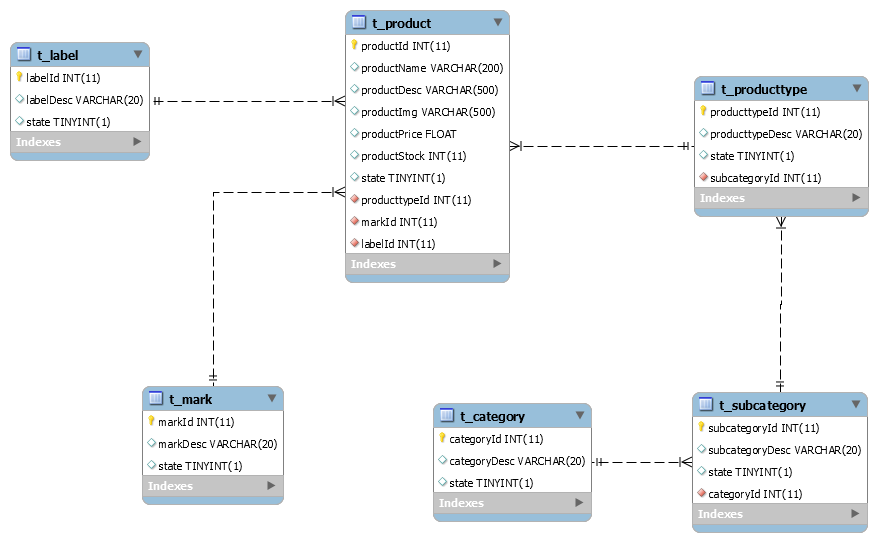 t_label
labelId INT(11)
labelDesc VARCHAR(20)
state TINYINT(1)
Indexes
t_product
productId INT(11)
productName VARCHAR(200)
productDesc VARCHAR(500)
productImg VARCHAR(500)
productPrice FLOAT
productStock INT(11)
state TINYINT(1)
producttypeId INT(11)
markId INT(11)
labelId INT(11)
Indexes
t_producttype
producttypeId INT(11)
producttypeDesc VARCHAR(20)
state TINYINT(1)
subcategoryId INT(11)
Indexes
t_mark
markId INT(11)
markDesc VARCHAR(20)
state TINYINT(1)
Indexes
t_category
categoryId INT(11)
categoryDesc VARCHAR(20)
state TINYINT(1)
Indexes
t_subcategory
subcategoryId INT(11)
subcategoryDesc VARCHAR(20)
state TINYINT(1)
categoryId INT(11)
Indexes